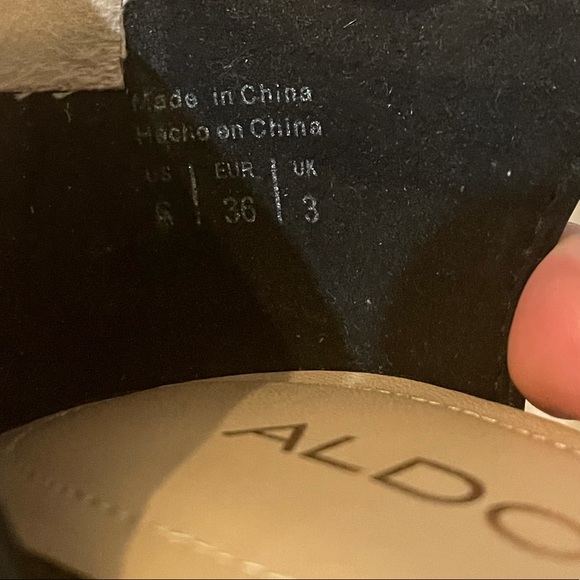 Made in China
Hecho en China
US EUR UK
6 36 3
ALDO